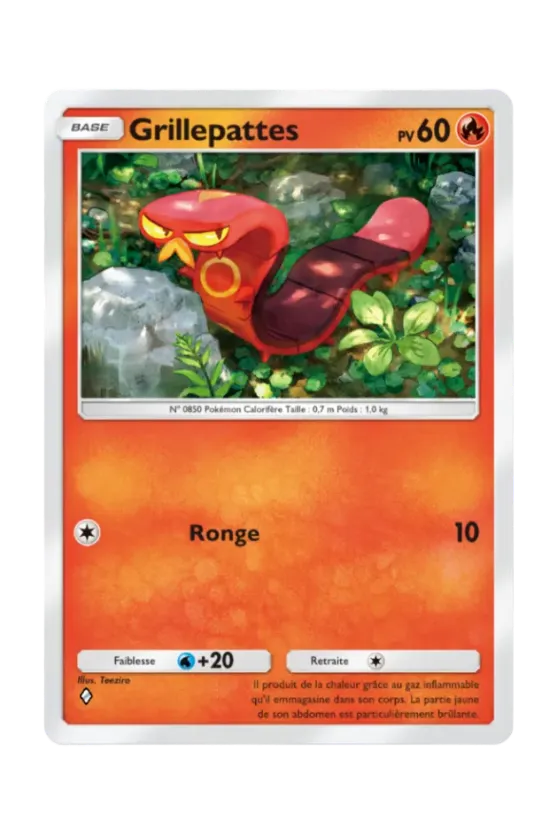 BASE Grillepattes PV 60
N° 0850 Pokémon Calorifère Taille : 0,7 m Poids : 1,0 kg
Ronge 10
Faiblesse +20 Retraite
Illus. Teeziro
Il produit de la chaleur grâce au gaz inflammable
qu'il emmagasine dans son corps. La partie jaune
de son abdomen est particulièrement brillante.